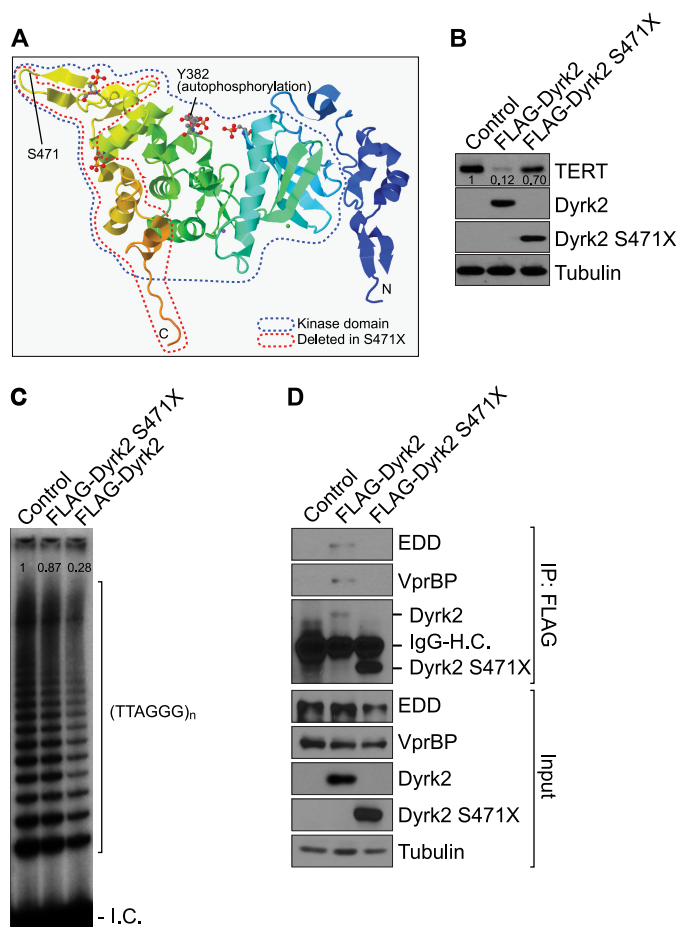 A
Y382
(autophosphorylation)
S471
N
C
Kinase domain
Deleted in S471X
B
Control
FLAG-Dyrk2
FLAG-Dyrk2 S471X
1 0.12 0.70
TERT
Dyrk2
Dyrk2 S471X
Tubulin
C
Control
FLAG-Dyrk2 S471X
FLAG-Dyrk2
1 0.87 0.28
(TTAGGG)n
- I.C.
D
Control
FLAG-Dyrk2
FLAG-Dyrk2 S471X
EDD
VprBP
Dyrk2
IgG-H.C.
Dyrk2 S471X
IP: FLAG
EDD
VprBP
Dyrk2
Dyrk2 S471X
Tubulin
Input